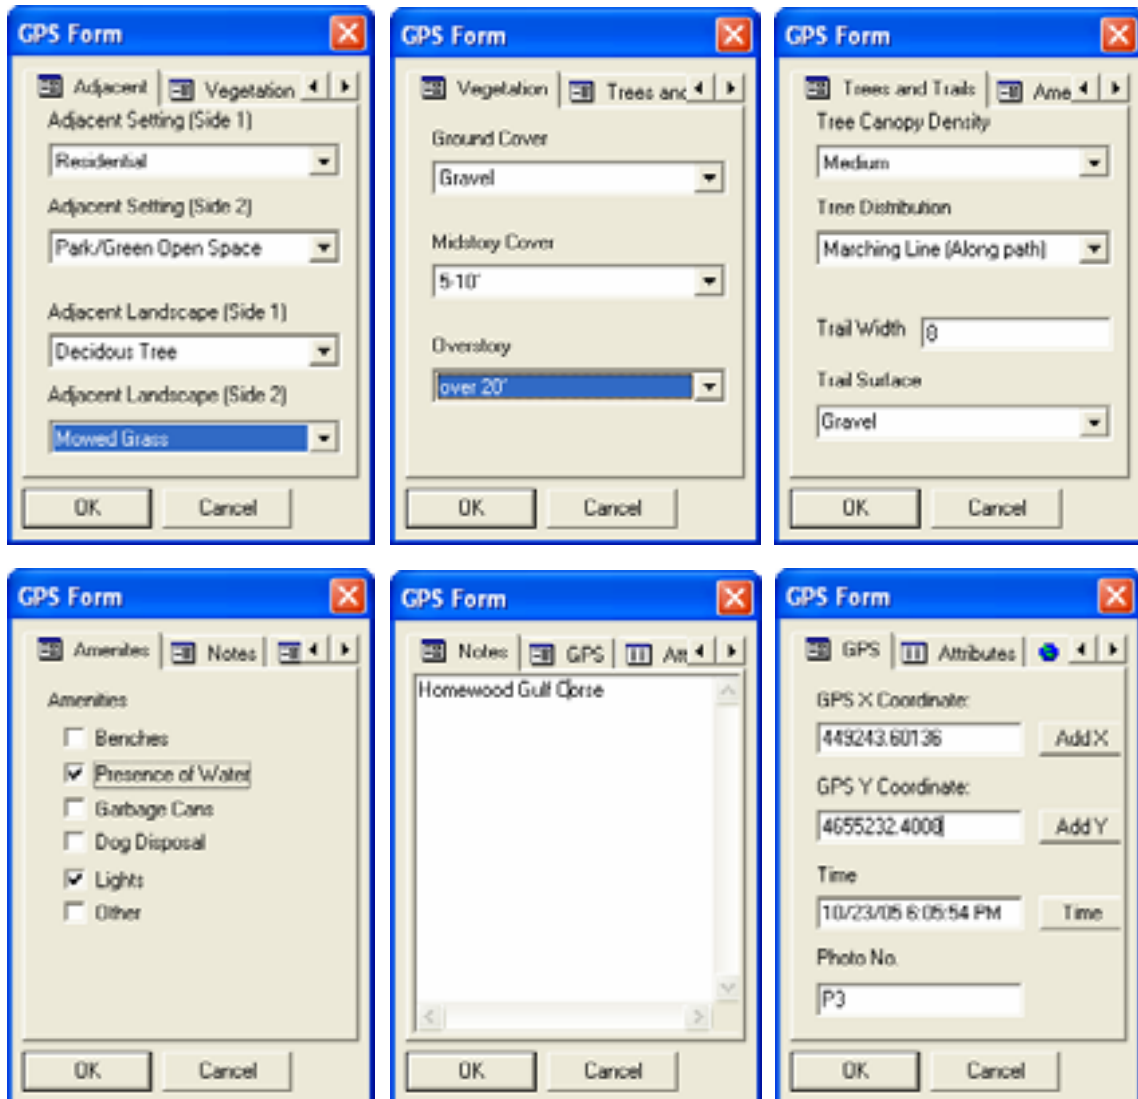 GPS Form
Adjacent Vegetation
Adjacent Setting (Side 1)
Residential
Adjacent Setting (Side 2)
Park/Green Open Space
Adjacent Landscape (Side 1)
Decidous Tree
Adjacent Landscape (Side 2)
Mowed Grass
OK Cancel
GPS Form
Vegetation Trees and
Ground Cover
Gravel
Midstory Cover
5-10'
Overstory
over 20'
OK Cancel
GPS Form
Trees and Trails Ame
Tree Canopy Density
Medium
Tree Distribution
Marching Line (Along path)
Trail Width 8
Trail Surface
Gravel
OK Cancel
GPS Form
Amenites Notes
Amenities
Benches
Presence of Water
Garbage Cans
Dog Disposal
Lights
Other
OK Cancel
GPS Form
Notes GPS Att
Homewood Gulf Corse
OK Cancel
GPS Form
GPS Attributes
GPS X Coordinate:
449243.60136 Add X
GPS Y Coordinate:
4655232.4008 Add Y
Time
10/23/05 6:05:54 PM Time
Photo No.
P3
OK Cancel